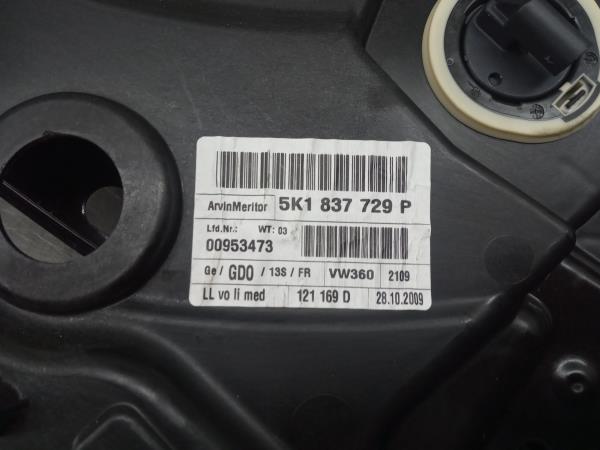 ArvinMeritor 5K1 837 729 P
Lfd.Nr.: WT: 03
00953473
Ge/ GDO / 13S / FR VW360 2109
LL vo li med 121 169 D 28.10.2009